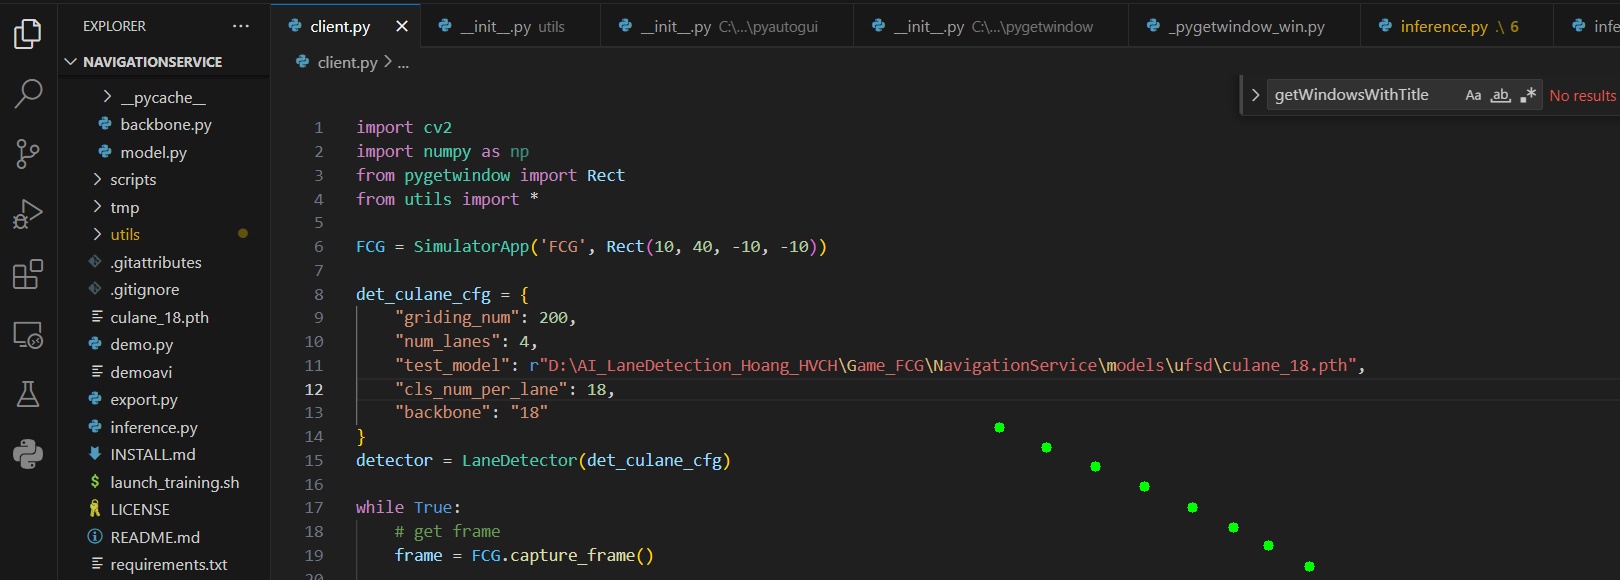 EXPLORER ...
client.py
__init__.py utils
__init__.py C:\...\pyautogui
__init__.py C:\...\pygetwindow
_pygetwindow_win.py
inference.py .\ 6
infe
NAVIGATIONSERVICE
client.py > ...
getWindowsWithTitle Aa ab .* No results
__pycache__
backbone.py
model.py
scripts
tmp
utils
.gitattributes
.gitignore
culane_18.pth
demo.py
demoavi
export.py
inference.py
INSTALL.md
launch_training.sh
LICENSE
README.md
requirements.txt
1 import cv2
2 import numpy as np
3 from pygetwindow import Rect
4 from utils import *
5
6 FCG = SimulatorApp('FCG', Rect(10, 40, -10, -10))
7
8 det_culane_cfg = {
9 "griding_num": 200,
10 "num_lanes": 4,
11 "test_model": r"D:\AI_LaneDetection_Hoang_HVCH\Game_FCG\NavigationService\models\ufsd\culane_18.pth",
12 "cls_num_per_lane": 18,
13 "backbone": "18"
14 }
15 detector = LaneDetector(det_culane_cfg)
16
17 while True:
18 # get frame
19 frame = FCG.capture_frame()
20